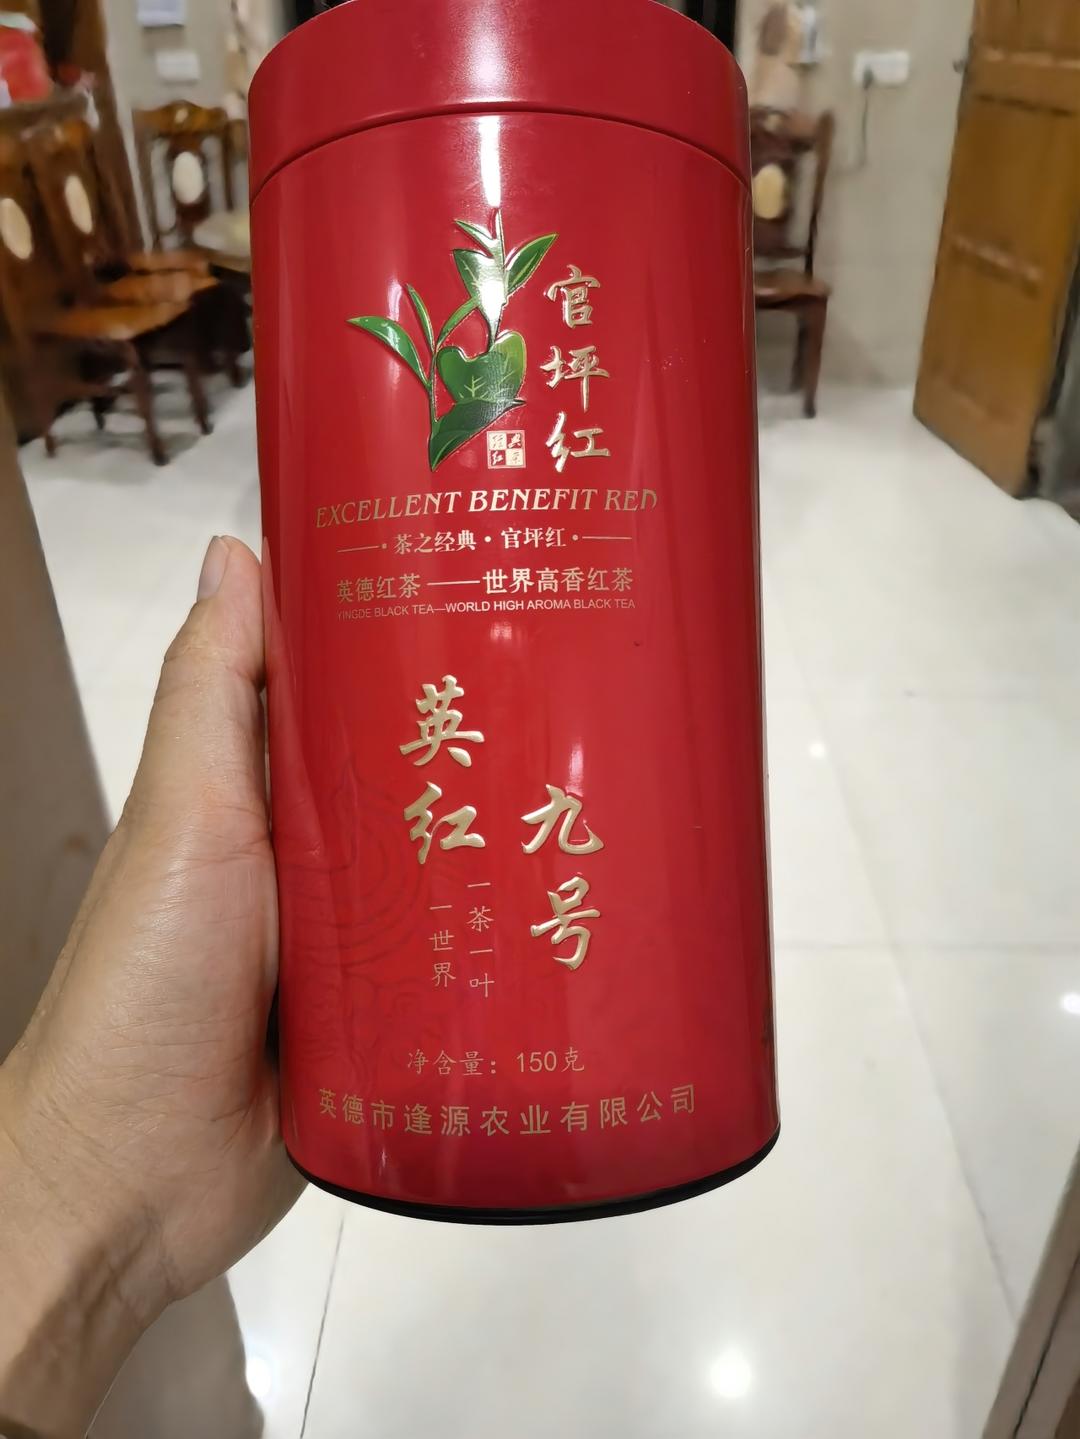 官坪红
EXCELLENT BENEFIT RED
茶之经典·官坪红
英德红茶——世界高香红茶
YINGDE BLACK TEA—WORLD HIGH AROMA BLACK TEA
英红
九号
一茶一叶
一世界
净含量：150克
英德市逢源农业有限公司